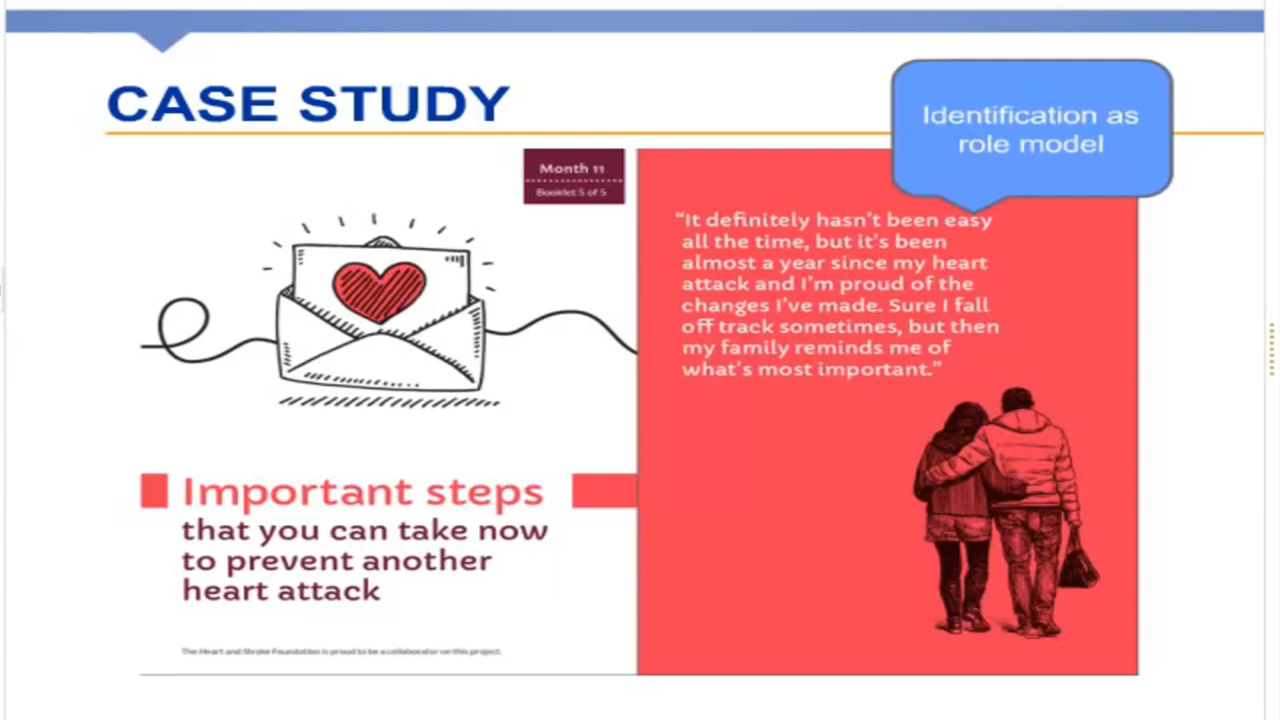 CASE STUDY
Identification as
role model
Month 11
Booklet 5 of 5
“It definitely hasn’t been easy
all the time, but it’s been
almost a year since my heart
attack and I’m proud of the
changes I’ve made. Sure I fall
off track sometimes, but then
my family reminds me of
what’s most important.”
Important steps
that you can take now
to prevent another
heart attack
The Heart and Stroke Foundation is proud to be a collaborator on this project.